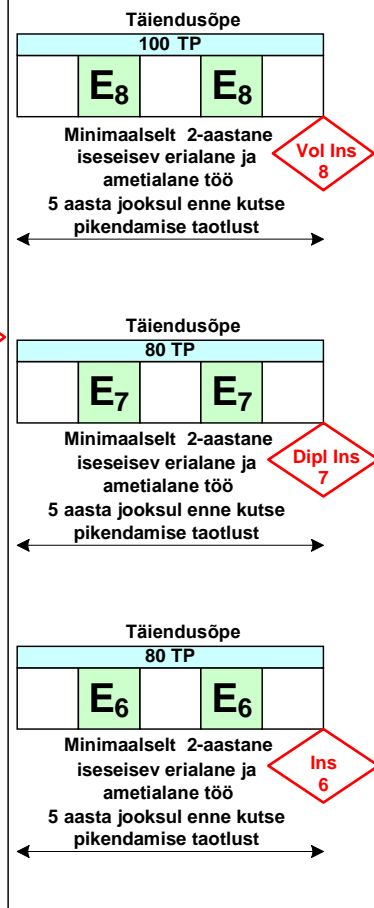 Täiendusõpe
100 TP
E8 E8
Minimaalselt 2-aastane
iseseisev erialane ja
ametialane töö
5 aasta jooksul enne kutse
pikendamise taotlust
Vol Ins
8
Täiendusõpe
80 TP
E7 E7
Minimaalselt 2-aastane
iseseisev erialane ja
ametialane töö
5 aasta jooksul enne kutse
pikendamise taotlust
Dipl Ins
7
Täiendusõpe
80 TP
E6 E6
Minimaalselt 2-aastane
iseseisev erialane ja
ametialane töö
5 aasta jooksul enne kutse
pikendamise taotlust
Ins
6